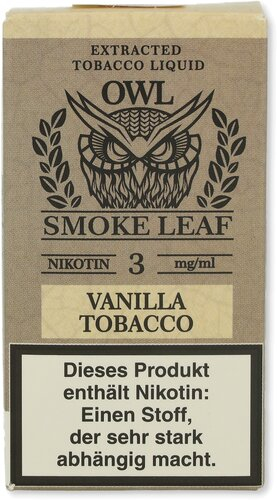 EXTRACTED
TOBACCO LIQUID
OWL
SMOKE LEAF
NIKOTIN 3 mg/ml
VANILLA
TOBACCO
Dieses Produkt
enthält Nikotin:
Einen Stoff,
der sehr stark
abhängig macht.